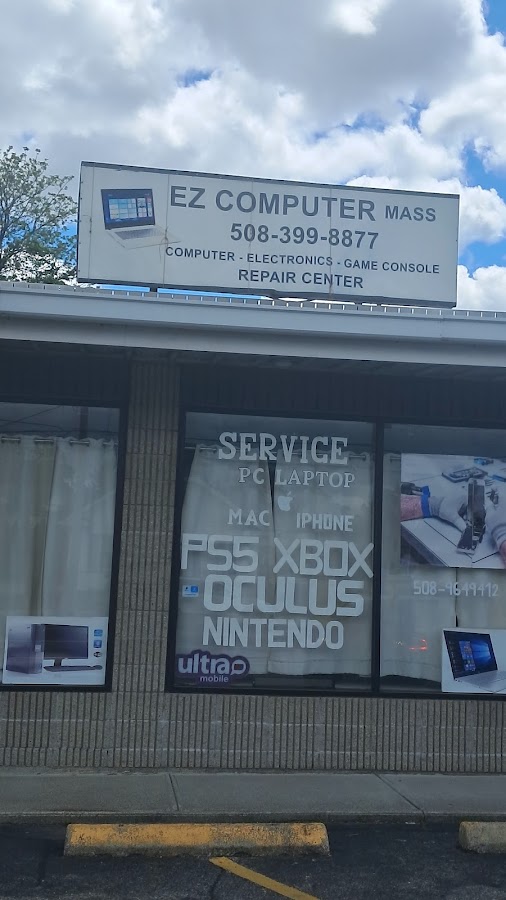 EZ COMPUTER MASS
508-399-8877
COMPUTER - ELECTRONICS - GAME CONSOLE
REPAIR CENTER
SERVICE
PC LAPTOP
MAC IPHONE
PS5 XBOX
OCULUS
NINTENDO
ultra
mobile